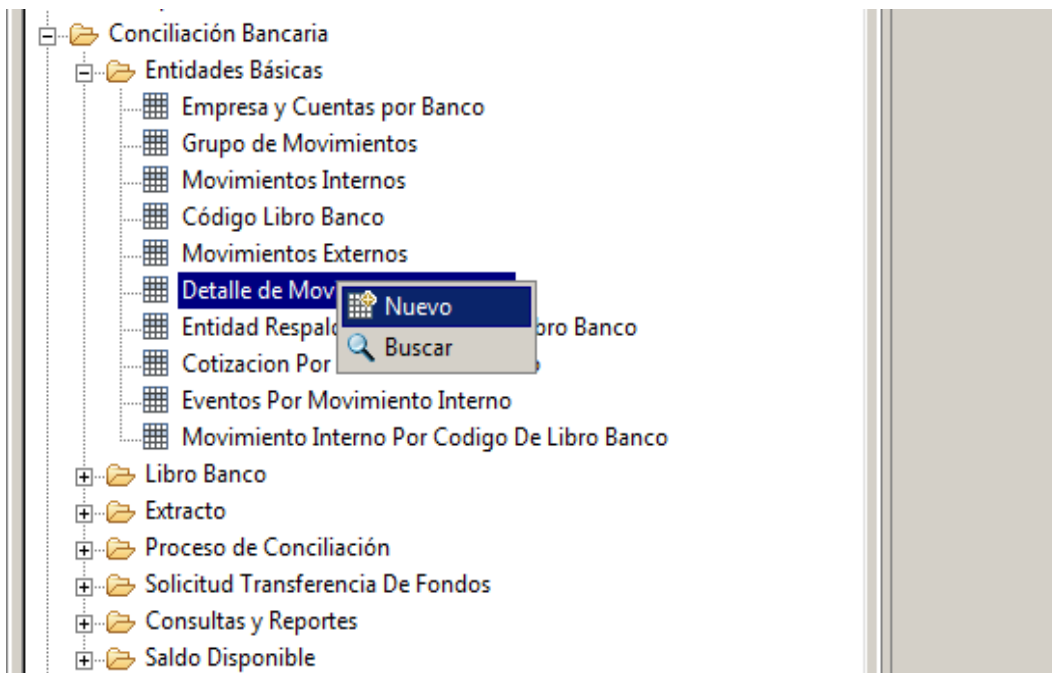 Conciliación Bancaria
Entidades Básicas
Empresa y Cuentas por Banco
Grupo de Movimientos
Movimientos Internos
Código Libro Banco
Movimientos Externos
Detalle de Mov
Nuevo
Entidad Respald bro Banco
Buscar
Cotizacion Por
Eventos Por Movimiento Interno
Movimiento Interno Por Codigo De Libro Banco
Libro Banco
Extracto
Proceso de Conciliación
Solicitud Transferencia De Fondos
Consultas y Reportes
Saldo Disponible